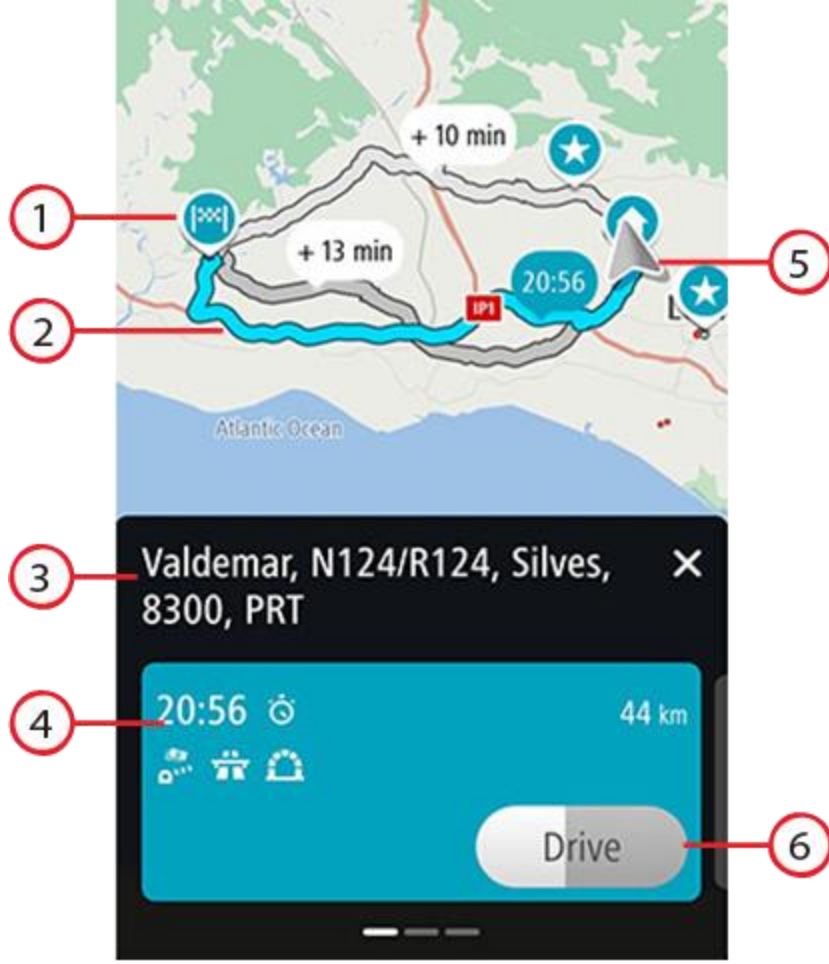 + 10 min
1
+ 13 min
20:56
5
IP1
2
Atlantic Ocean
3
Valdemar, N124/R124, Silves,
8300, PRT
4
20:56
44 km
Drive
6